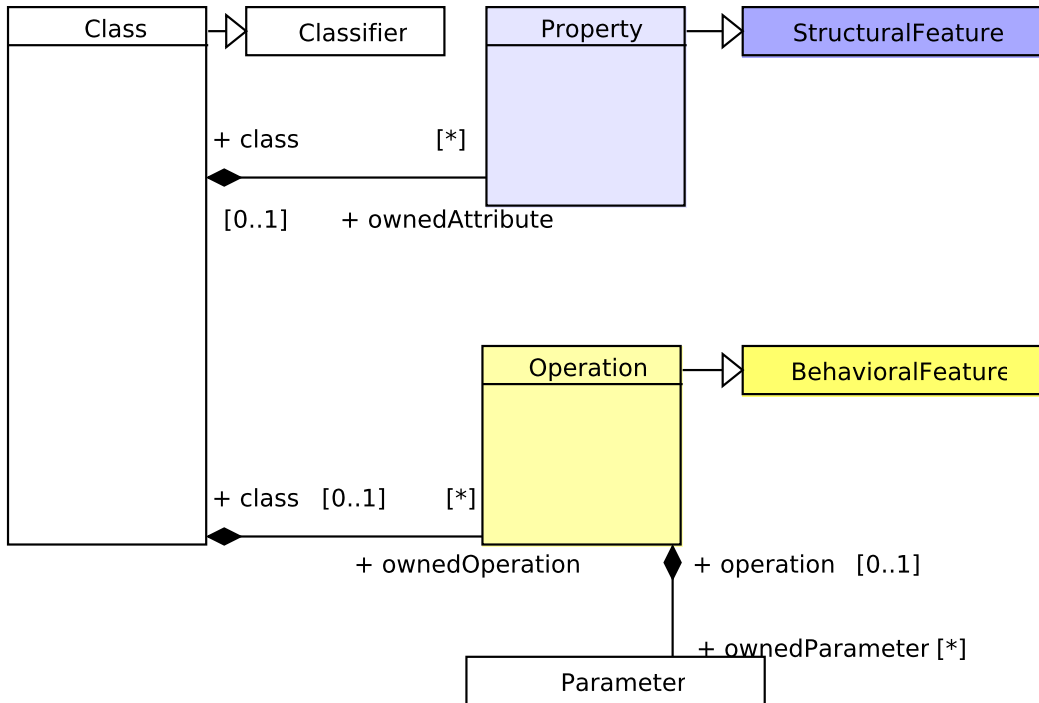 Class
Classifier
Property
StructuralFeature
+ class
[*]
[0..1]
+ ownedAttribute
Operation
BehavioralFeature
+ class [0..1]
[*]
+ ownedOperation
+ operation [0..1]
+ ownedParameter [*]
Parameter